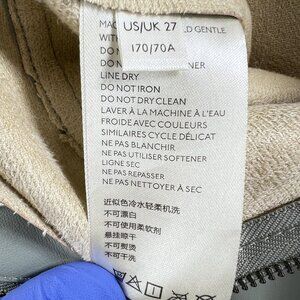 US/UK 27
170/70A
GENTLE
LINE DRY
DO NOT IRON
DO NOT DRY CLEAN
LAVER À LA MACHINE À L'EAU
FROIDE AVEC COULEURS
SIMILAIRES CYCLE DÉLICAT
NE PAS BLANCHIR
NE PAS UTILISER SOFTENER
LIGNE SEC
NE PAS REPASSER
NE PAS NETTOYER À SEC
近似色冷水轻柔机洗
不可漂白
不可使用柔软剂
悬挂晾干
不可熨烫
不可干洗